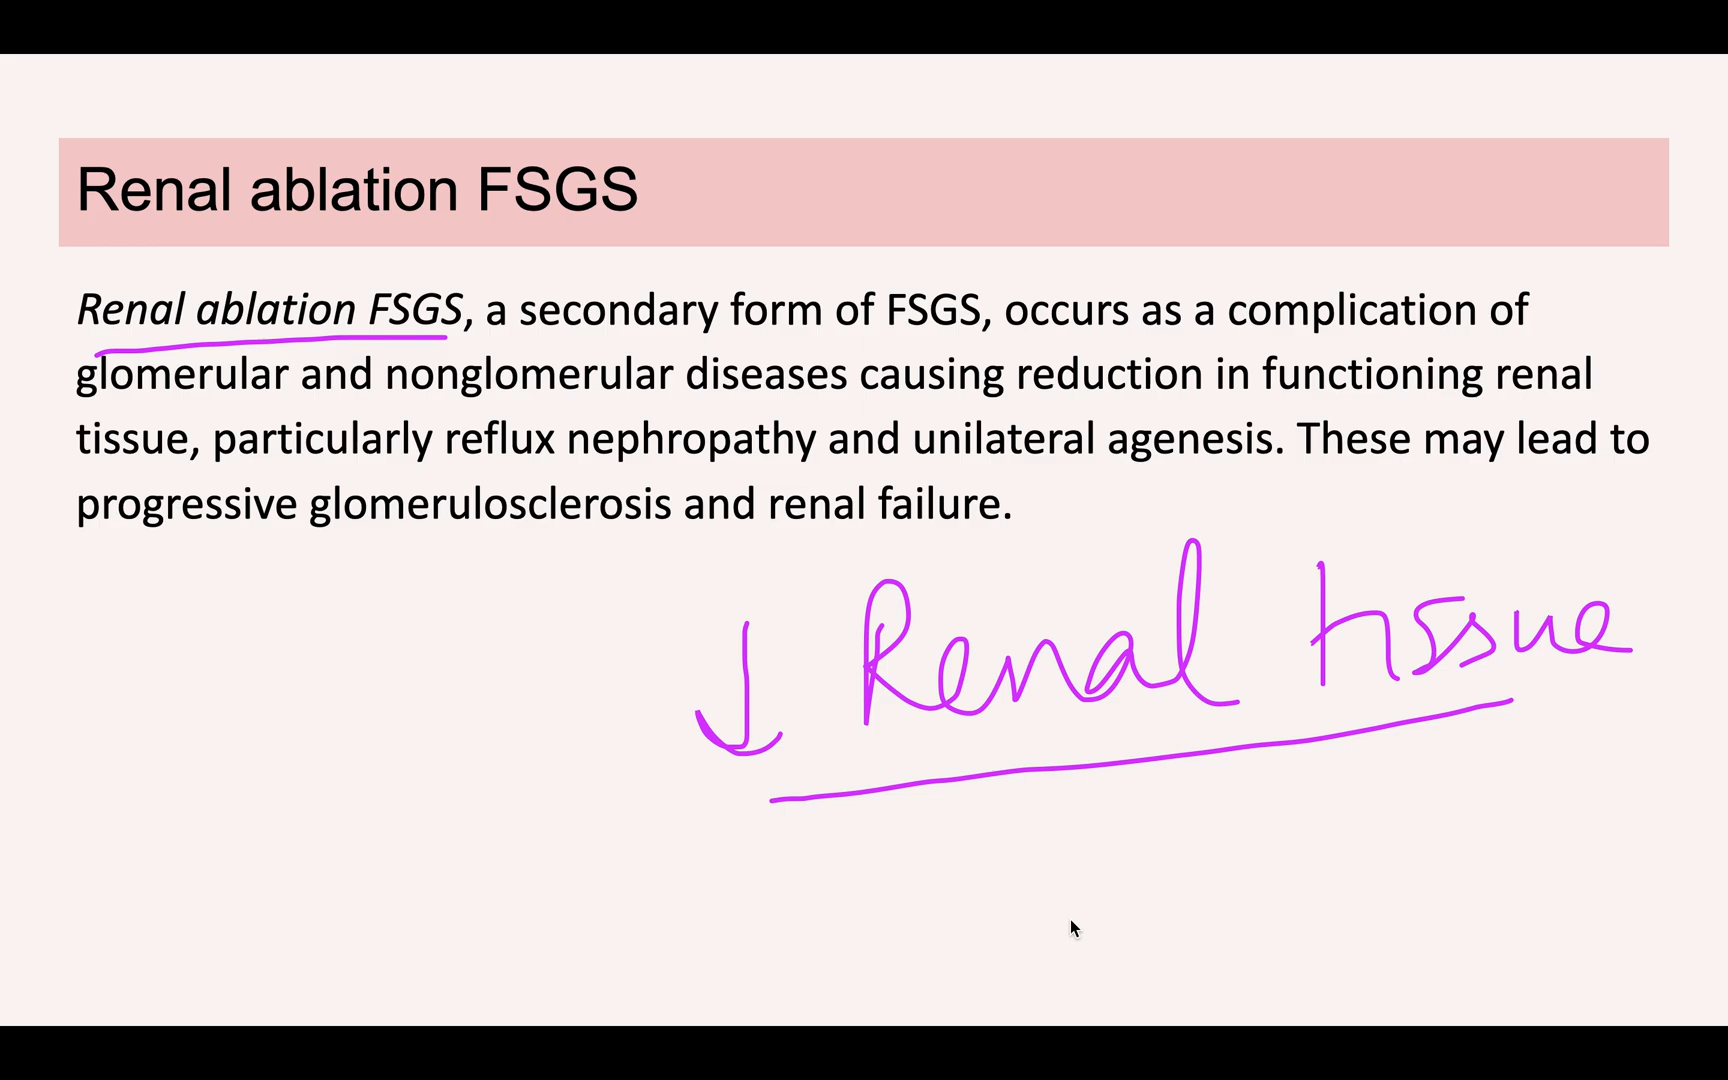 Renal ablation FSGS
Renal ablation FSGS, a secondary form of FSGS, occurs as a complication of
glomerular and nonglomerular diseases causing reduction in functioning renal
tissue, particularly reflux nephropathy and unilateral agenesis. These may lead to
progressive glomerulosclerosis and renal failure.
↓ Renal tissue